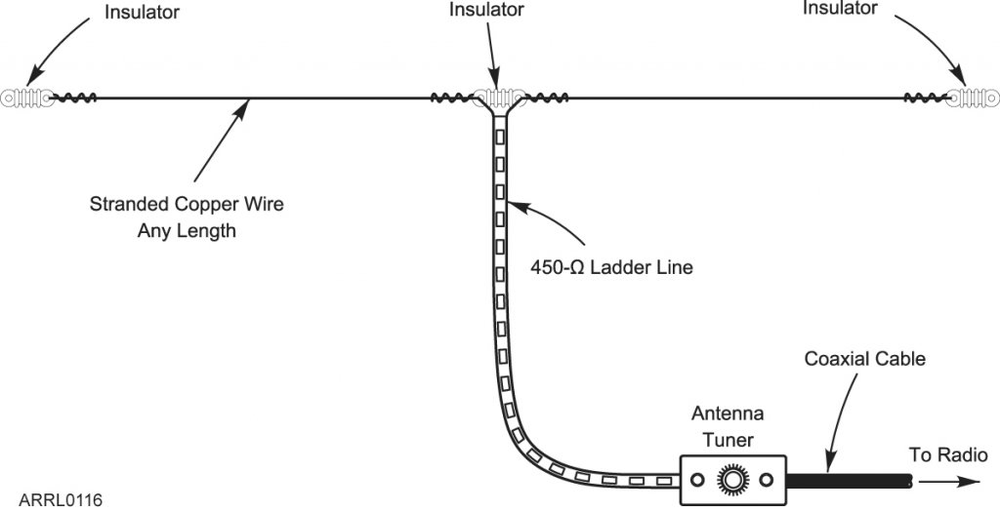 Insulator
Insulator
Insulator
Stranded Copper Wire
Any Length
450-Ω Ladder Line
Coaxial Cable
Antenna
Tuner
To Radio
ARRL0116